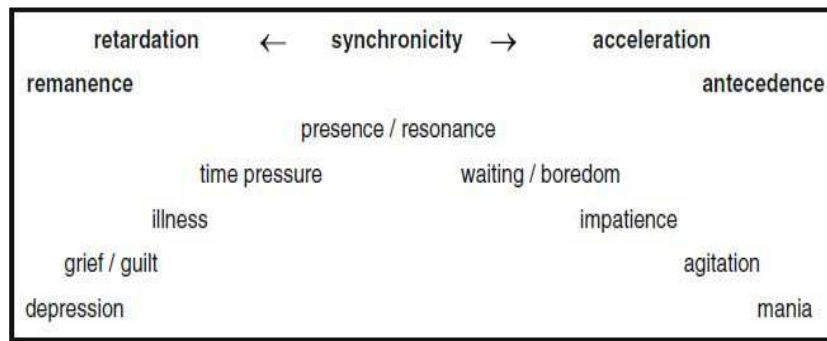 retardation ← synchronicity → acceleration
remanence antecedence
presence / resonance
time pressure waiting / boredom
illness impatience
grief / guilt agitation
depression mania